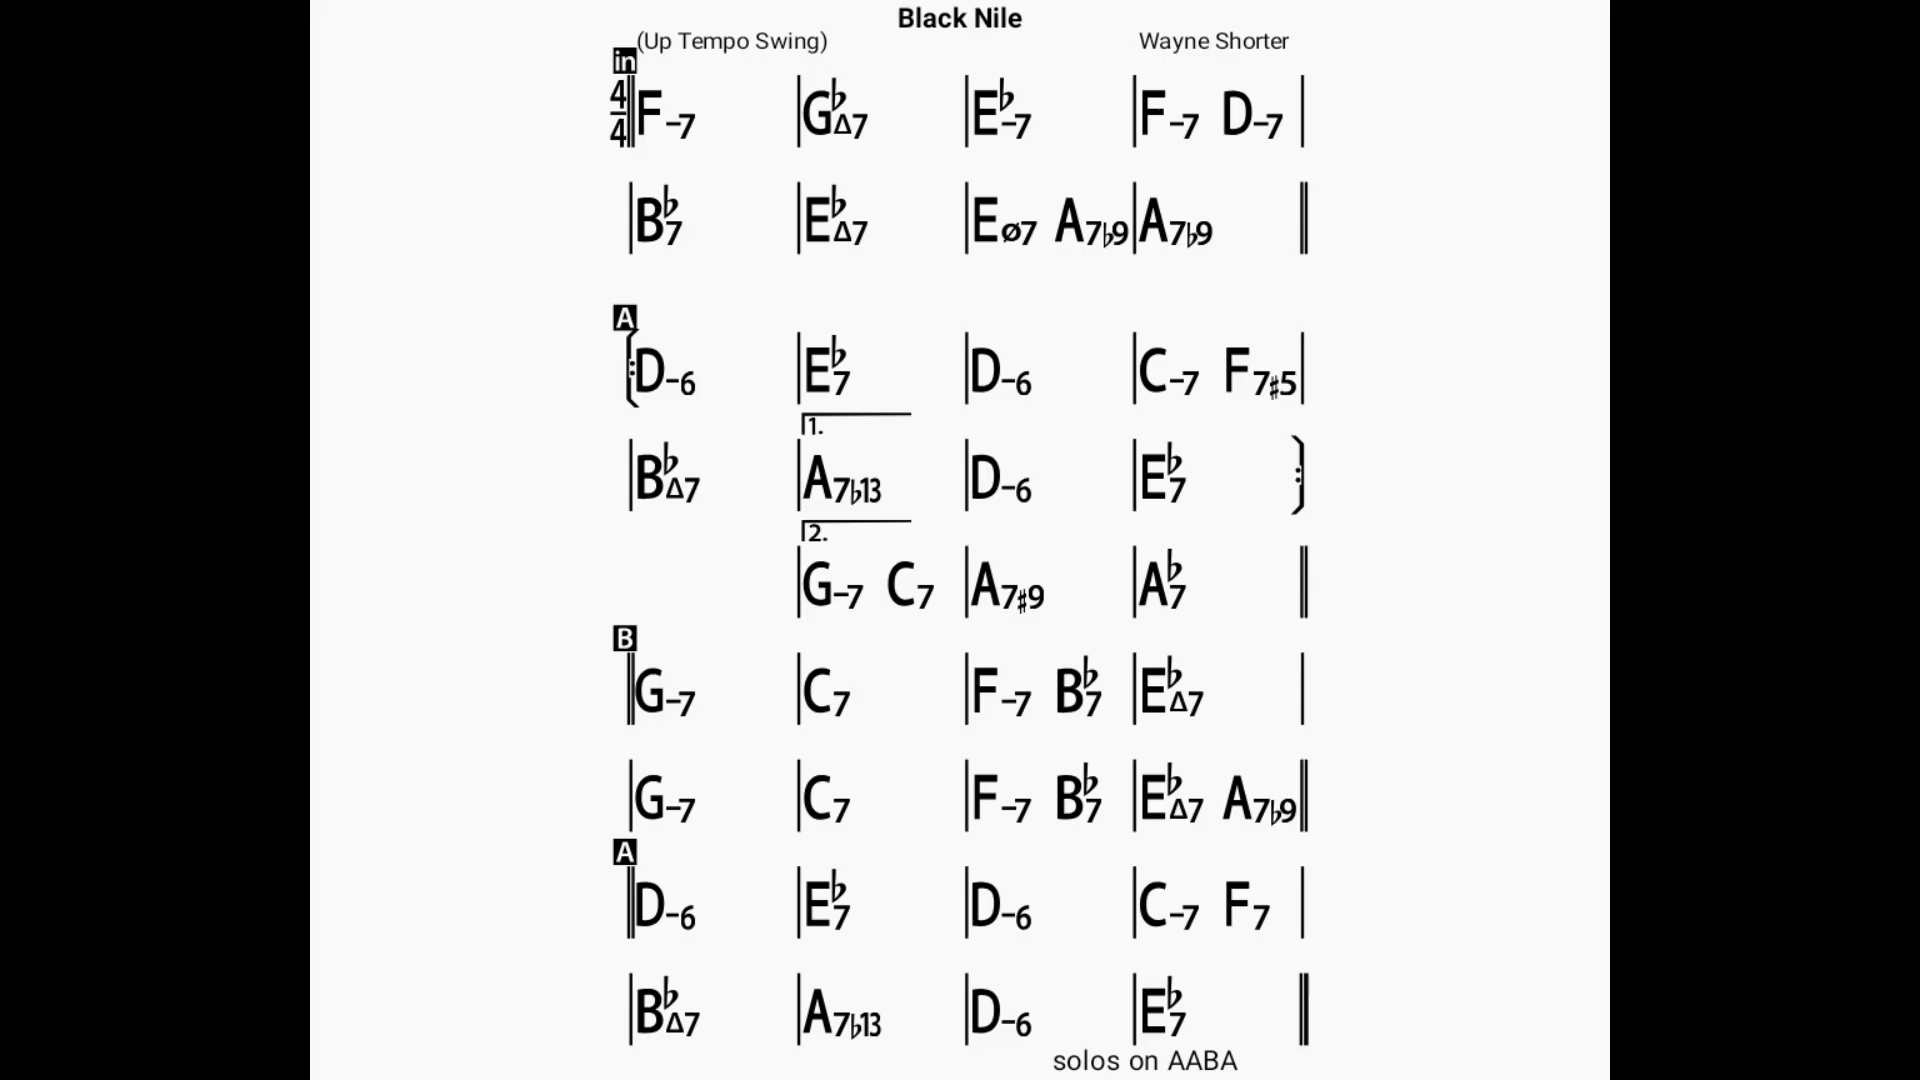 Black Nile
(Up Tempo Swing) Wayne Shorter
in
4/4 F-7 | G♭Δ7 | E♭-7 | F-7 D-7 |
B♭7 | E♭Δ7 | Eø7 A7♭9 | A7♭9
A
D-6 | E♭7 | D-6 | C-7 F7♯5 |
1.
B♭Δ7 | A7♭13 | D-6 | E♭7
2.
G-7 C7 | A7♯9 | A♭7
B
G-7 | C7 | F-7 B♭7 | E♭Δ7 |
G-7 | C7 | F-7 B♭7 | E♭Δ7 A7♭9
A
D-6 | E♭7 | D-6 | C-7 F7 |
B♭Δ7 | A7♭13 | D-6 | E♭7
solos on AABA